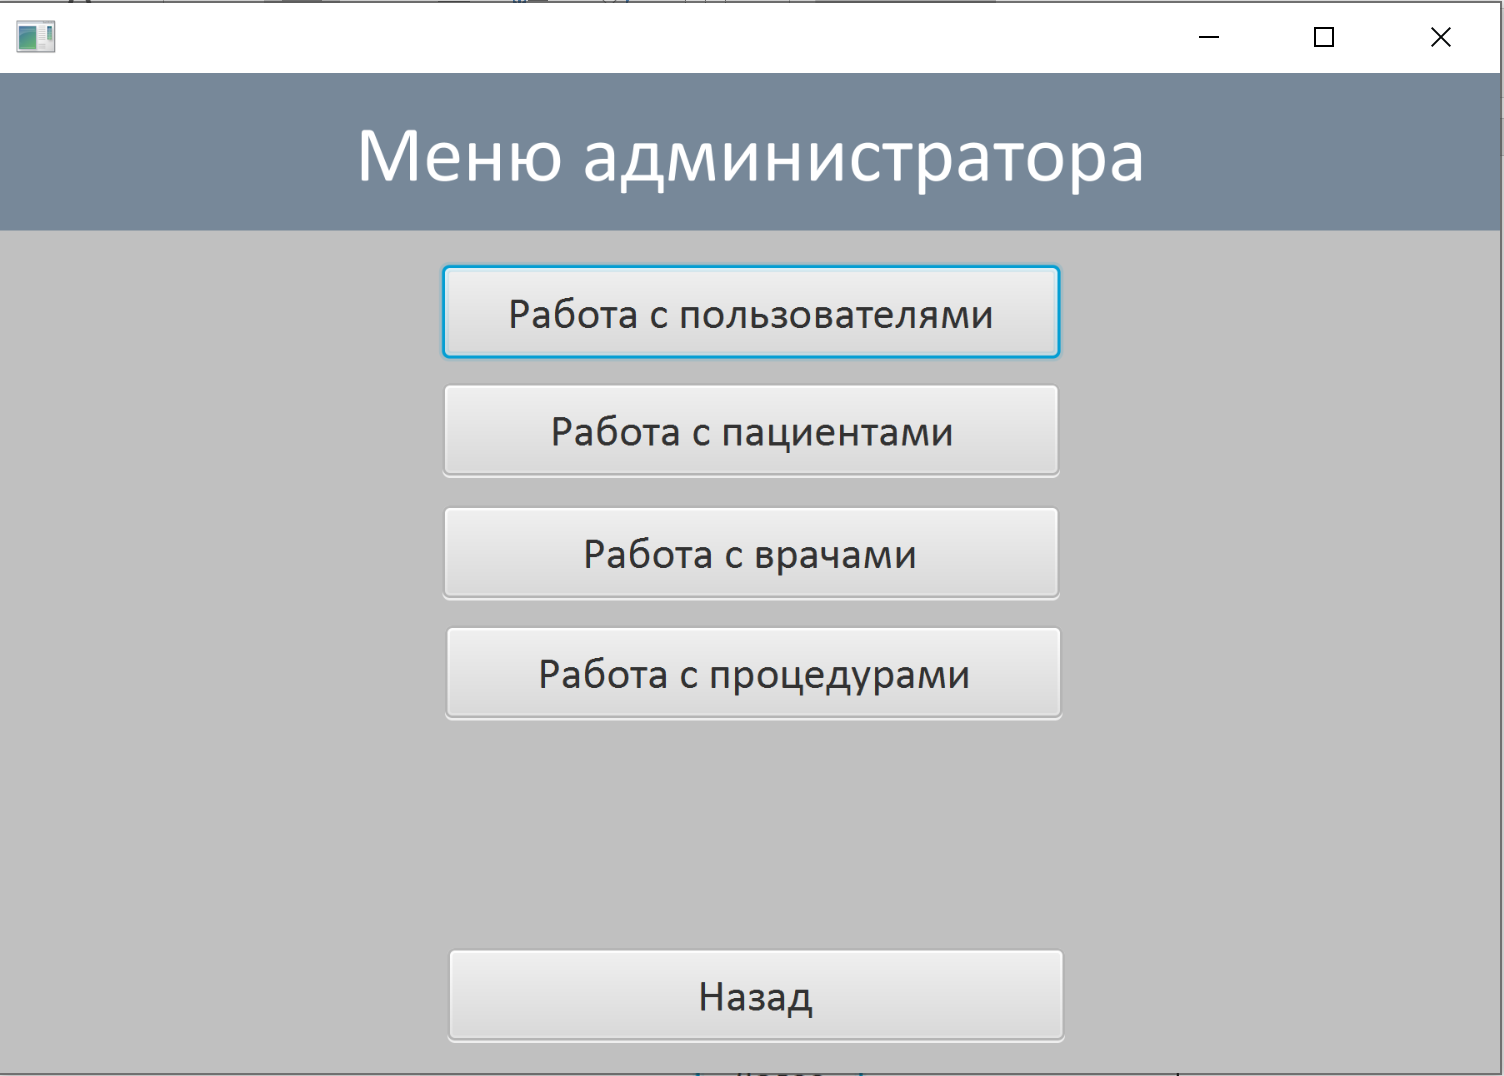 Меню администратора
Работа с пользователями
Работа с пациентами
Работа с врачами
Работа с процедурами
Назад